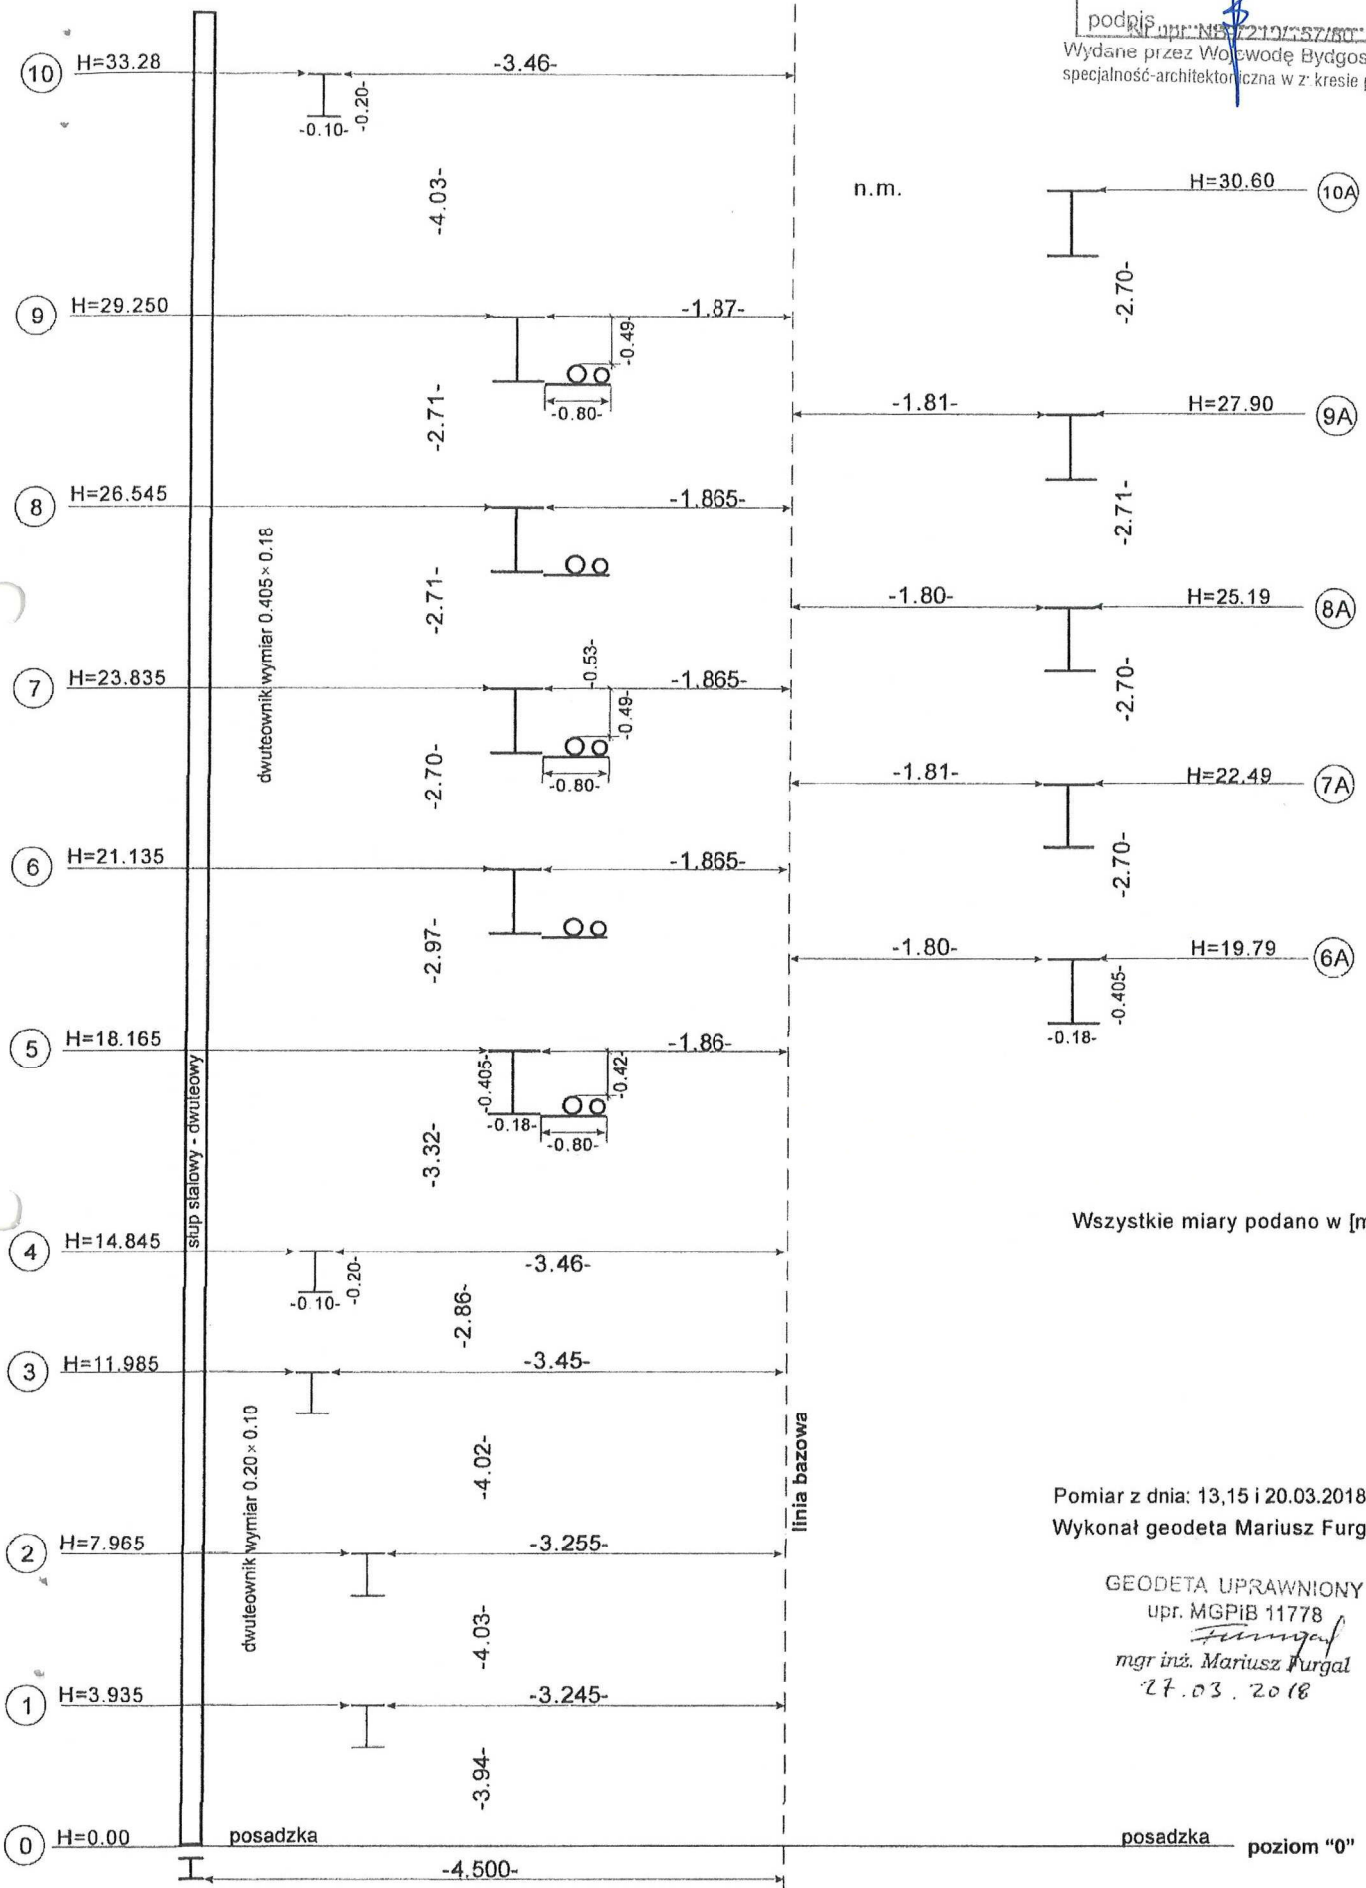 podpis
Nr upr. NB-7210/157/80
Wydane przez Wojewodę Bydgos
specjalność-architektoniczna w z kresie
10 H=33.28 -3.46-
-0.20-
-0.10-
-4.03-
n.m.
H=30.60 10A
-2.70-
9 H=29.250 -1.87-
-0.49-
-0.80-
-2.71-
-1.81- H=27.90 9A
-2.71-
8 H=26.545 -1.865-
dwuteownik wymiar 0.405 × 0.18
-2.71-
-1.80- H=25.19 8A
-2.70-
7 H=23.835 -0.53- -1.865-
-0.49-
-0.80-
-2.70-
-1.81- H=22.49 7A
-2.70-
6 H=21.135 -1.865-
-2.97-
-1.80- H=19.79 6A
-0.405-
-0.18-
5 H=18.165 -1.86-
-0.405-
-0.42-
-0.18-
-0.80-
słup stalowy - dwuteowy
-3.32-
Wszystkie miary podano w [m
4 H=14.845 -3.46-
-0.20-
-0.10-
-2.86-
3 H=11.985 -3.45-
dwuteownik wymiar 0.20 × 0.10
-4.02-
linia bazowa
Pomiar z dnia: 13,15 i 20.03.2018
Wykonał geodeta Mariusz Furg
2 H=7.965 -3.255-
-4.03-
GEODETA UPRAWNIONY
upr. MGPiB 11778
mgr inż. Mariusz Furgal
27.03.2018
1 H=3.935 -3.245-
-3.94-
0 H=0.00 posadzka posadzka poziom "0"
-4.500-